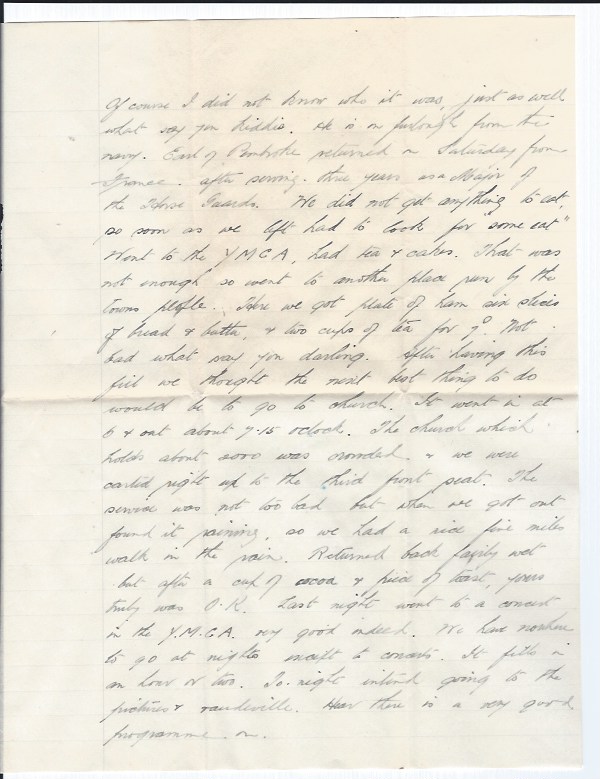 Of course I did not know who it was, just as well
what say you Kiddie. He is on furlough from the
navy. Earl of Pembroke returned on Saturday from
France. after serving three years as a Major of
the Horse Guards. We did not get anything to eat,
so soon as we left had to look for "some eat"
Went to the Y.M.C.A, had tea & cakes. That was
not enough so went to another place run by the
towns people. Here we got plate of ham six slices
of bread & butter, & two cups of tea for 9D. Not
bad what say you darling. After having this
fill we thought the next best thing to do
would be to go to church. It went in at
6 & out about 7.15 oclock. The church which
holds about 2000 was crowded. & we were
carted right up to the third front seat. The
service was not too bad but when we got out
found it raining, so we had a nice five miles
walk in the rain. Returned back fairly wet
but after a cup of cocoa & piece of toast, yours
truly was O.K. Last night went to a concert
in the Y.M.C.A. very good indeed. We have nowhere
to go at nights except to concerts. It fills in
an hour or two. To-night intend going to the
pictures & vaudeville. Hear there is a very good
programme on.